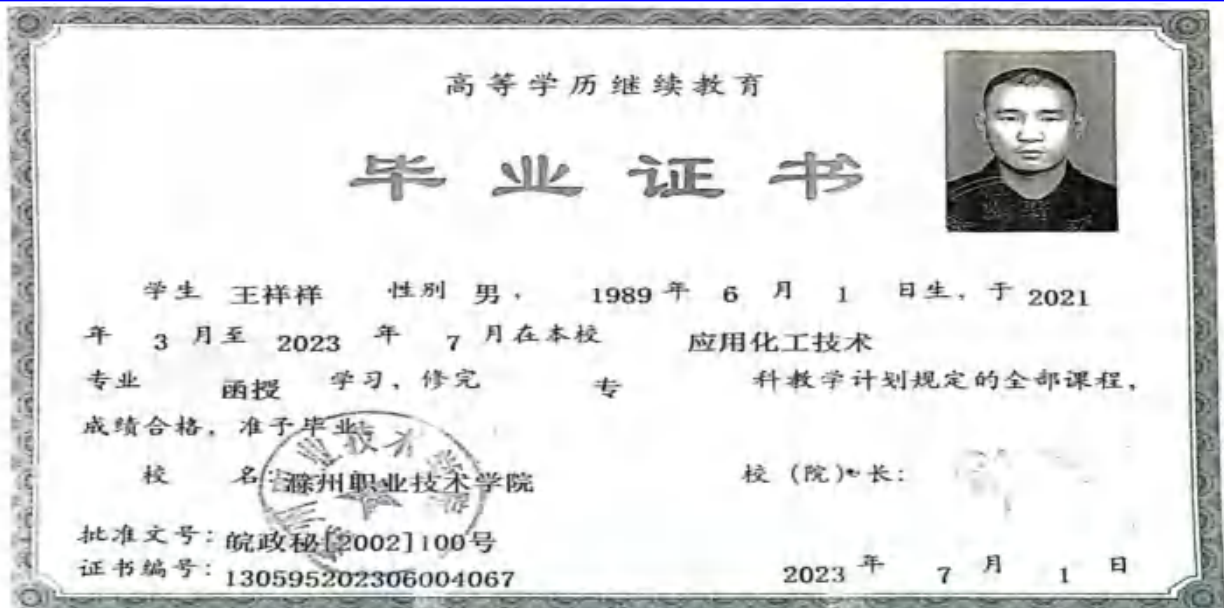 高等学历继续教育
毕业证书
学生 王祥祥 性别 男， 1989 年 6 月 1 日生，于 2021
年 3 月至 2023 年 7 月在本校 应用化工技术
专业 函授 学习，修完 专 科教学计划规定的全部课程，
成绩合格，准予毕业。
校 名：滁州职业技术学院 校（院）长：
批准文号：皖政秘[2002]100号
证书编号：130595202306004067 2023 年 7 月 1 日